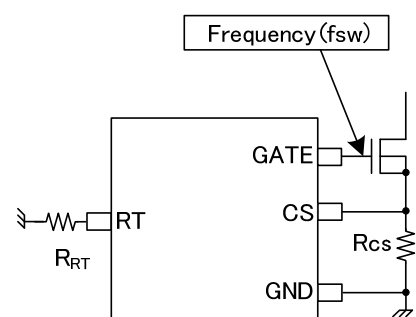 Frequency(fsw)
GATE
RT
CS
RRT
Rcs
GND